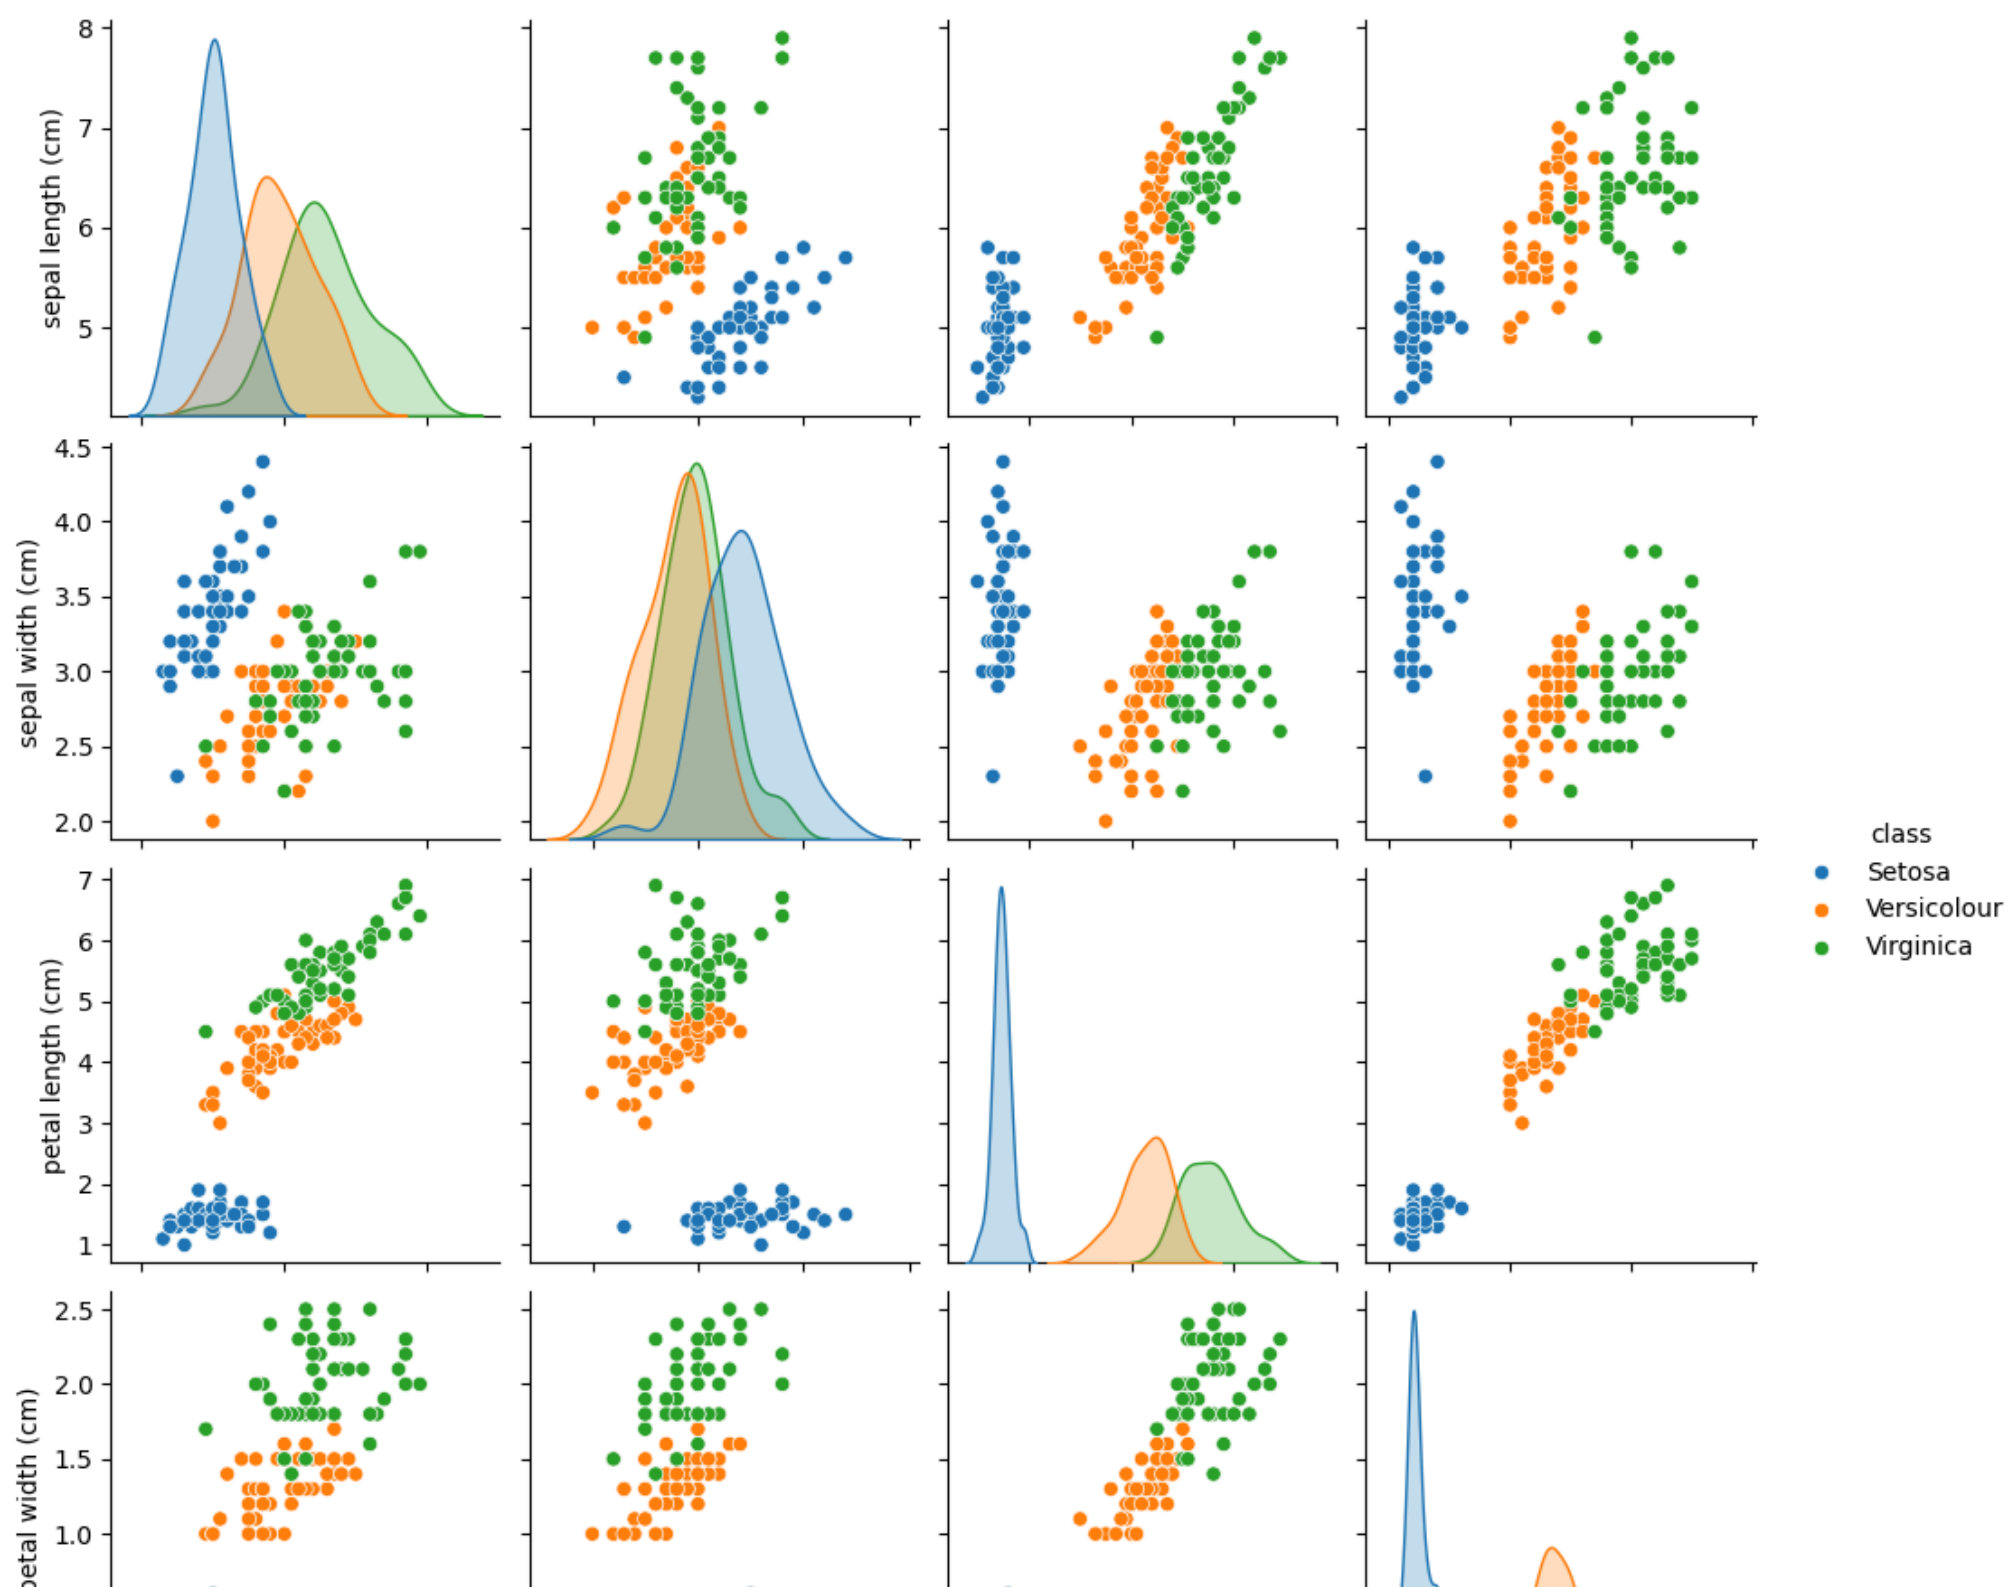 8
7
6
5
sepal length (cm)
4.5
4.0
3.5
3.0
2.5
2.0
sepal width (cm)
class
Setosa
Versicolour
Virginica
7
6
5
4
3
2
1
petal length (cm)
2.5
2.0
1.5
1.0
petal width (cm)